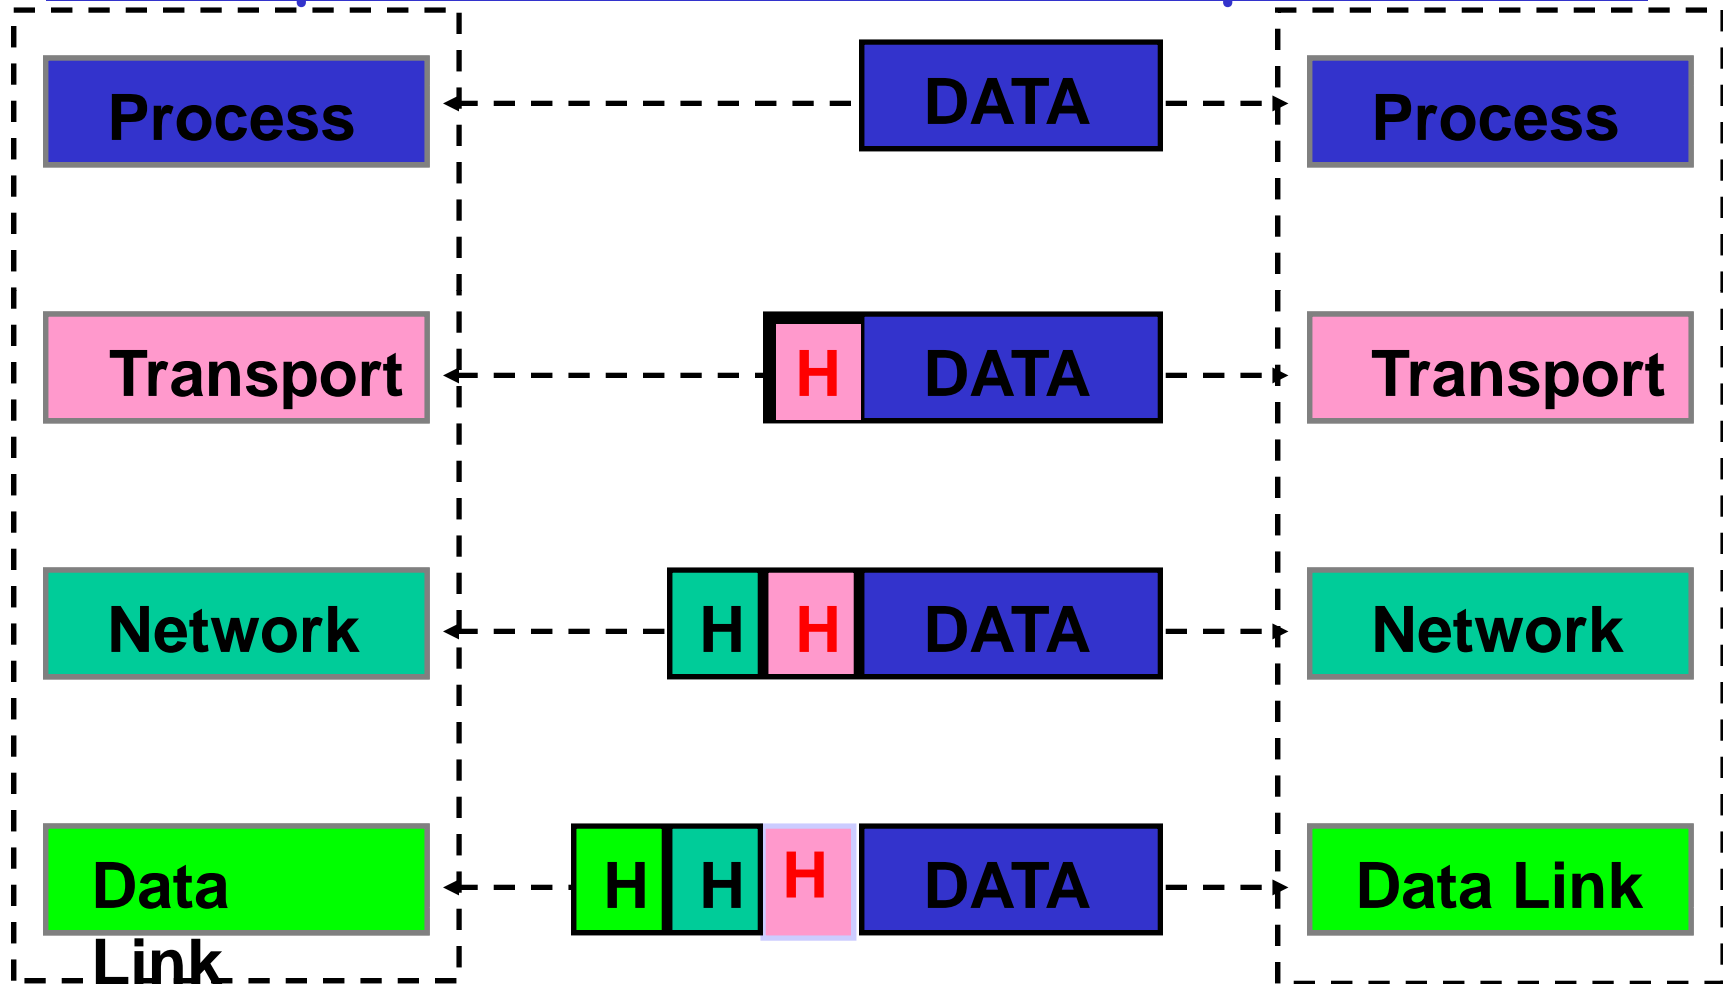 Process DATA Process
Transport H DATA Transport
Network H H DATA Network
Data H H H DATA Data Link
Link